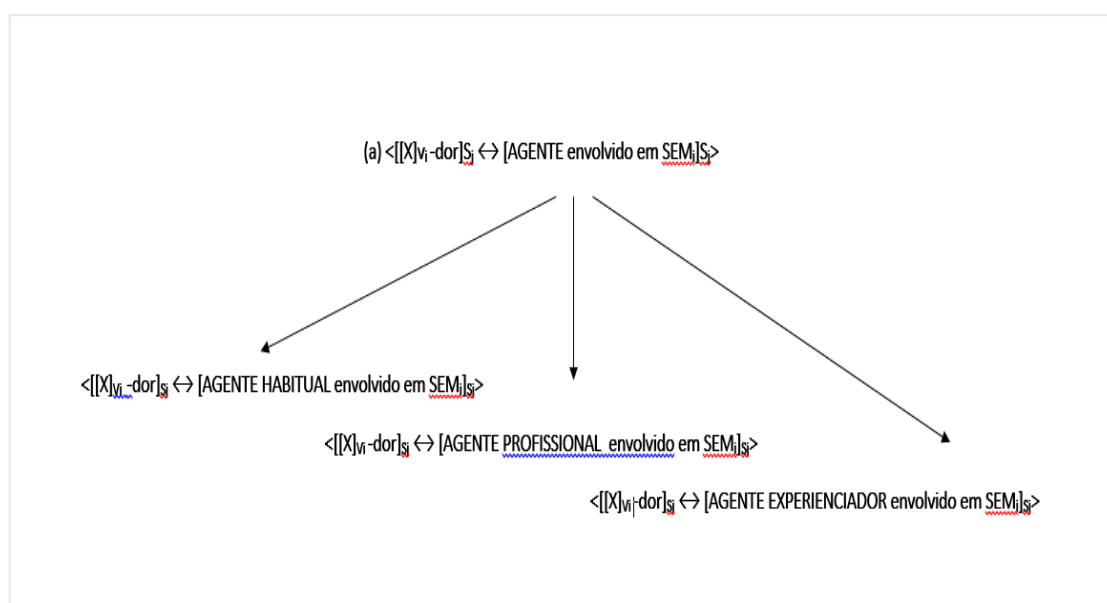 (a) <[[X]vᵢ -dor]Sⱼ ↔ [AGENTE envolvido em SEMᵢ]Sⱼ>
<[[X]vᵢ -dor]sⱼ ↔ [AGENTE HABITUAL envolvido em SEMᵢ]sⱼ>
<[[X]vᵢ -dor]sⱼ ↔ [AGENTE PROFISSIONAL envolvido em SEMᵢ]sⱼ>
<[[X]vᵢ -dor]sⱼ ↔ [AGENTE EXPERIENCIADOR envolvido em SEMᵢ]sⱼ>